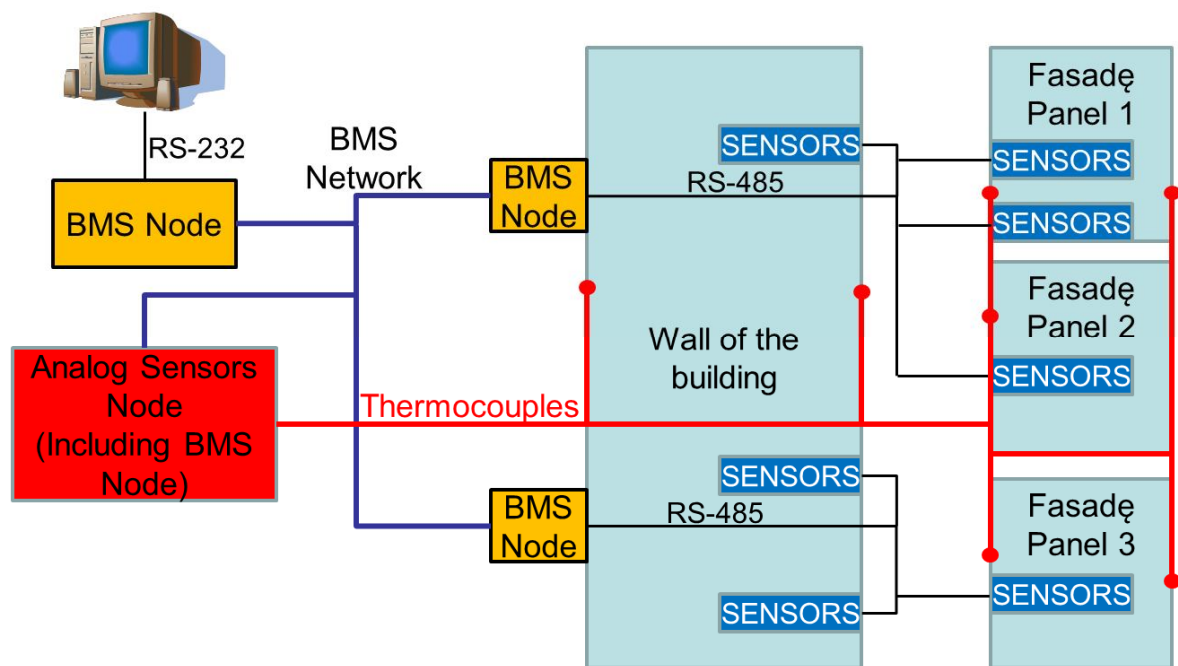 RS-232
BMS Node
BMS
Network
BMS
Node
RS-485
SENSORS
Fasadę
Panel 1
SENSORS
SENSORS
Fasadę
Panel 2
SENSORS
Wall of the
building
Analog Sensors
Node
(Including BMS
Node)
Thermocouples
BMS
Node
RS-485
SENSORS
SENSORS
Fasadę
Panel 3
SENSORS